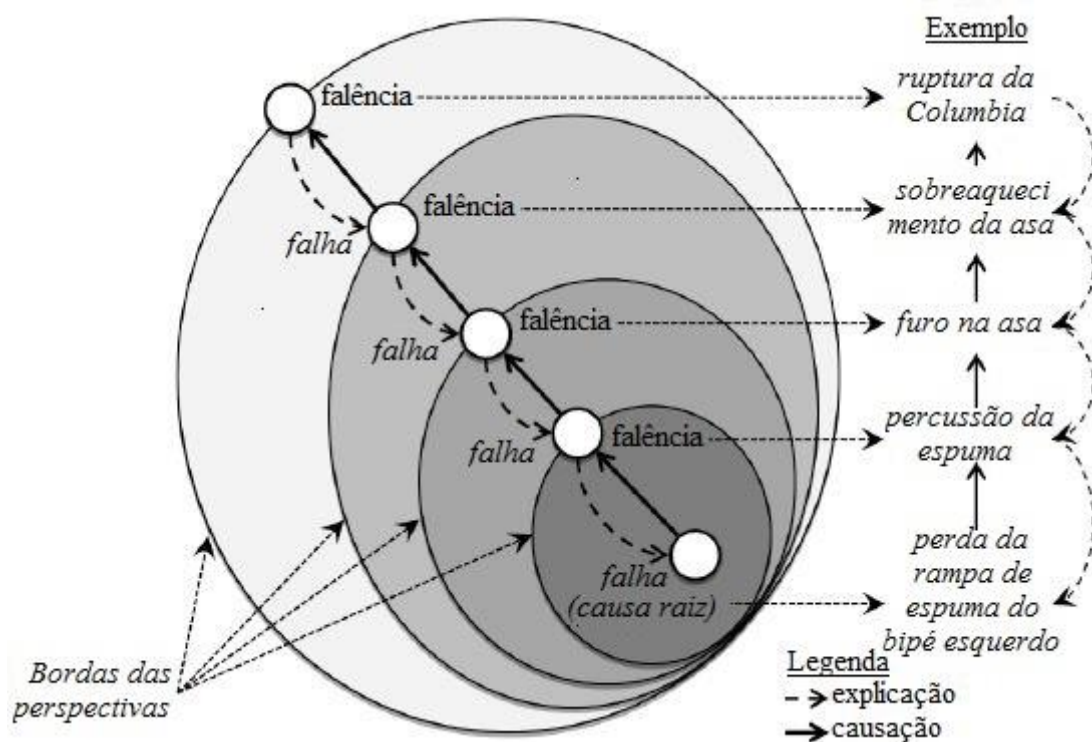 Exemplo
falência
ruptura da
Columbia
falha
falência
sobreaqueci
mento da asa
falha
falência
furo na asa
falha
falência
percussão da
espuma
falha
(causa raiz)
perda da
rampa de
espuma do
bipé esquerdo
Bordas das
perspectivas
Legenda
explicação
causação